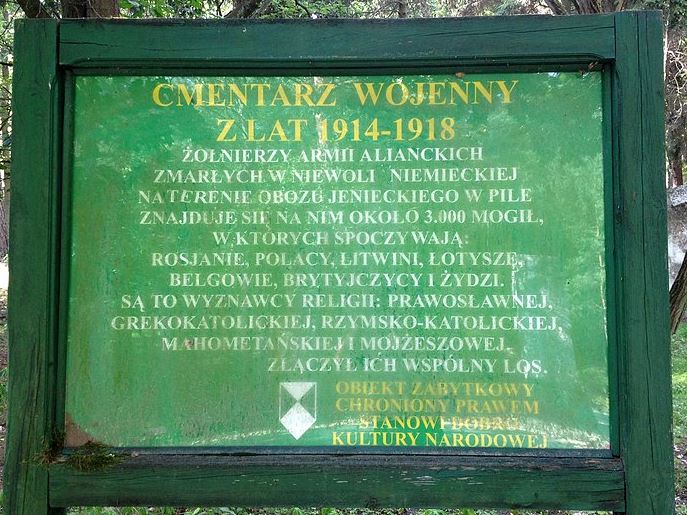 CMENTARZ WOJENNY
Z LAT 1914-1918
ŻOŁNIERZY ARMII ALIANCKICH
ZMARŁYCH W NIEWOLI NIEMIECKIEJ
NA TERENIE OBOZU JENIECKIEGO W PILE
ZNAJDUJE SIĘ NA NIM OKOŁO 3.000 MOGIŁ,
W KTÓRYCH SPOCZYWAJĄ:
ROSJANIE, POLACY, LITWINI, ŁOTYSZE,
BELGOWIE, BRYTYJCZYCY I ŻYDZI.
SĄ TO WYZNAWCY RELIGII: PRAWOSŁAWNEJ,
GREKOKATOLICKIEJ, RZYMSKO-KATOLICKIEJ,
MAHOMETAŃSKIEJ I MOJŻESZOWEJ.
ZŁĄCZYŁ ICH WSPÓLNY LOS.
OBIEKT ZABYTKOWY
CHRONIONY PRAWEM
STANOWI DOBRO
KULTURY NARODOWEJ